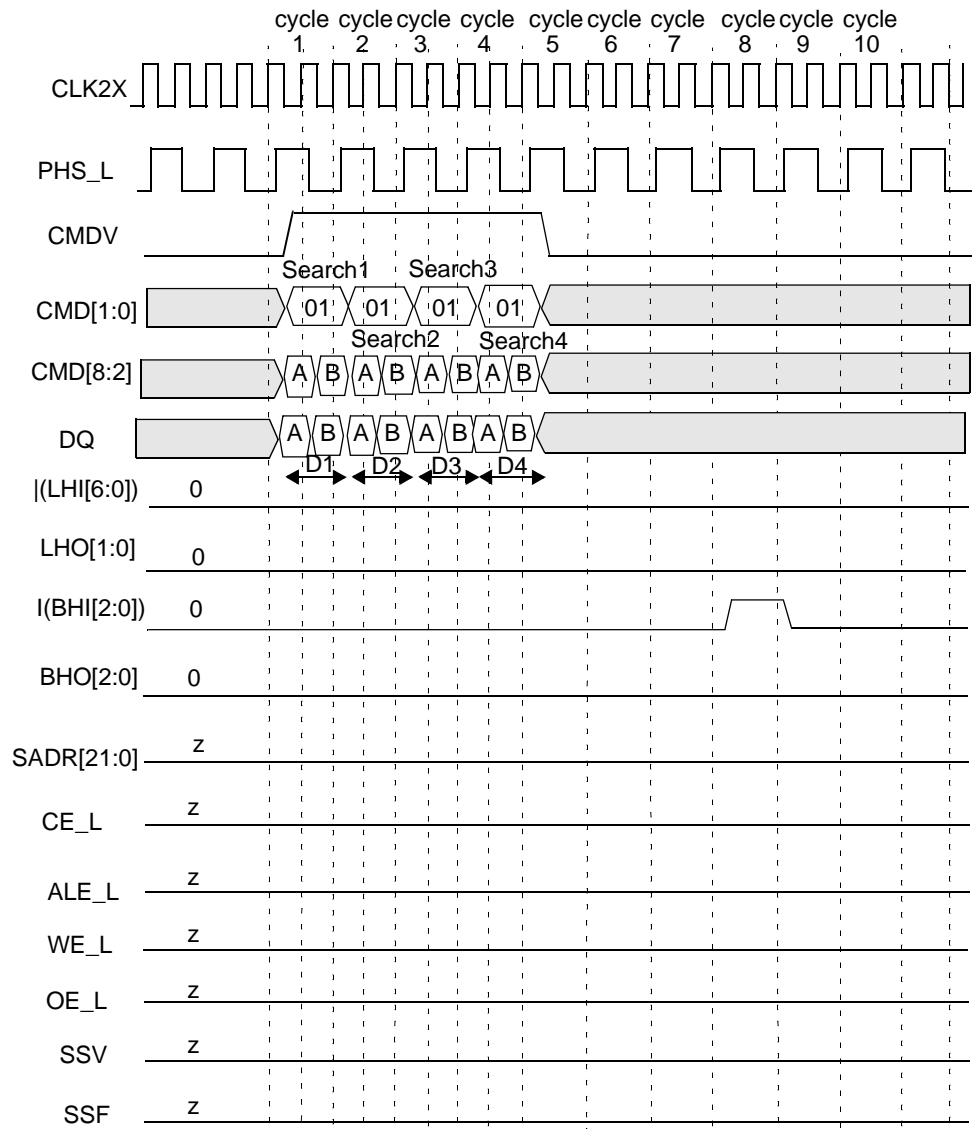 cycle cycle cycle cycle cycle cycle cycle cycle cycle cycle
1 2 3 4 5 6 7 8 9 10
CLK2X
PHS_L
CMDV
Search1 Search3
CMD[1:0] 01 01 01 01
Search2 Search4
CMD[8:2] A B A B A B A B
DQ A B A B A B A B
D1 D2 D3 D4
|(LHI[6:0]) 0
LHO[1:0] 0
I(BHI[2:0]) 0
BHO[2:0] 0
SADR[21:0] z
CE_L z
ALE_L z
WE_L z
OE_L z
SSV z
SSF z